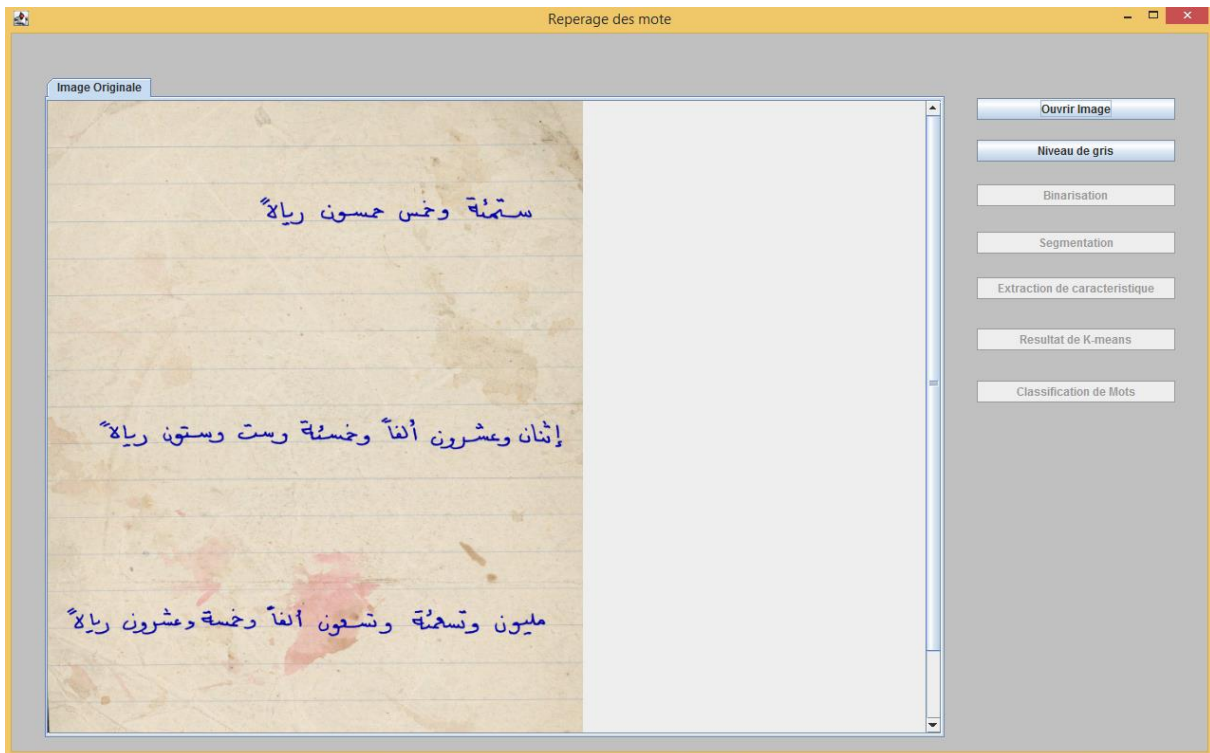 Reperage des mote
Image Originale
Ouvrir Image
Niveau de gris
Binarisation
Segmentation
Extraction de caracteristique
Resultat de K-means
Classification de Mots
ستمئة وخمس حمسون ريالاً
إثنان وعشرون ألفاً وخمسئة وست وستون ريالاً
مليون وتسعمئة وتسعون ألفاً وخمسة وعشرون ريالاً